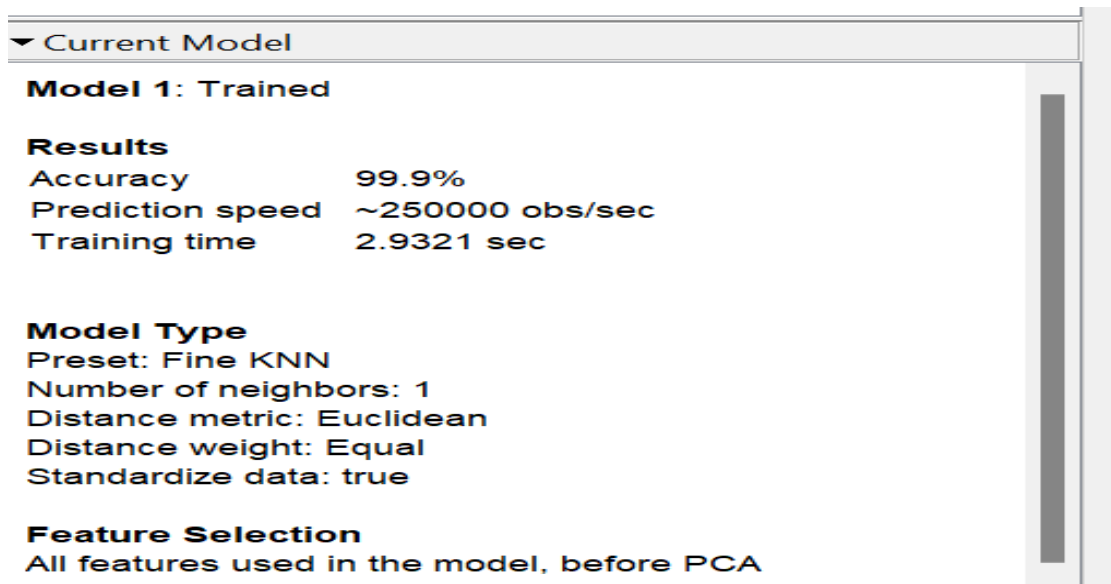 Current Model
Model 1: Trained
Results
Accuracy 99.9%
Prediction speed ~250000 obs/sec
Training time 2.9321 sec
Model Type
Preset: Fine KNN
Number of neighbors: 1
Distance metric: Euclidean
Distance weight: Equal
Standardize data: true
Feature Selection
All features used in the model, before PCA